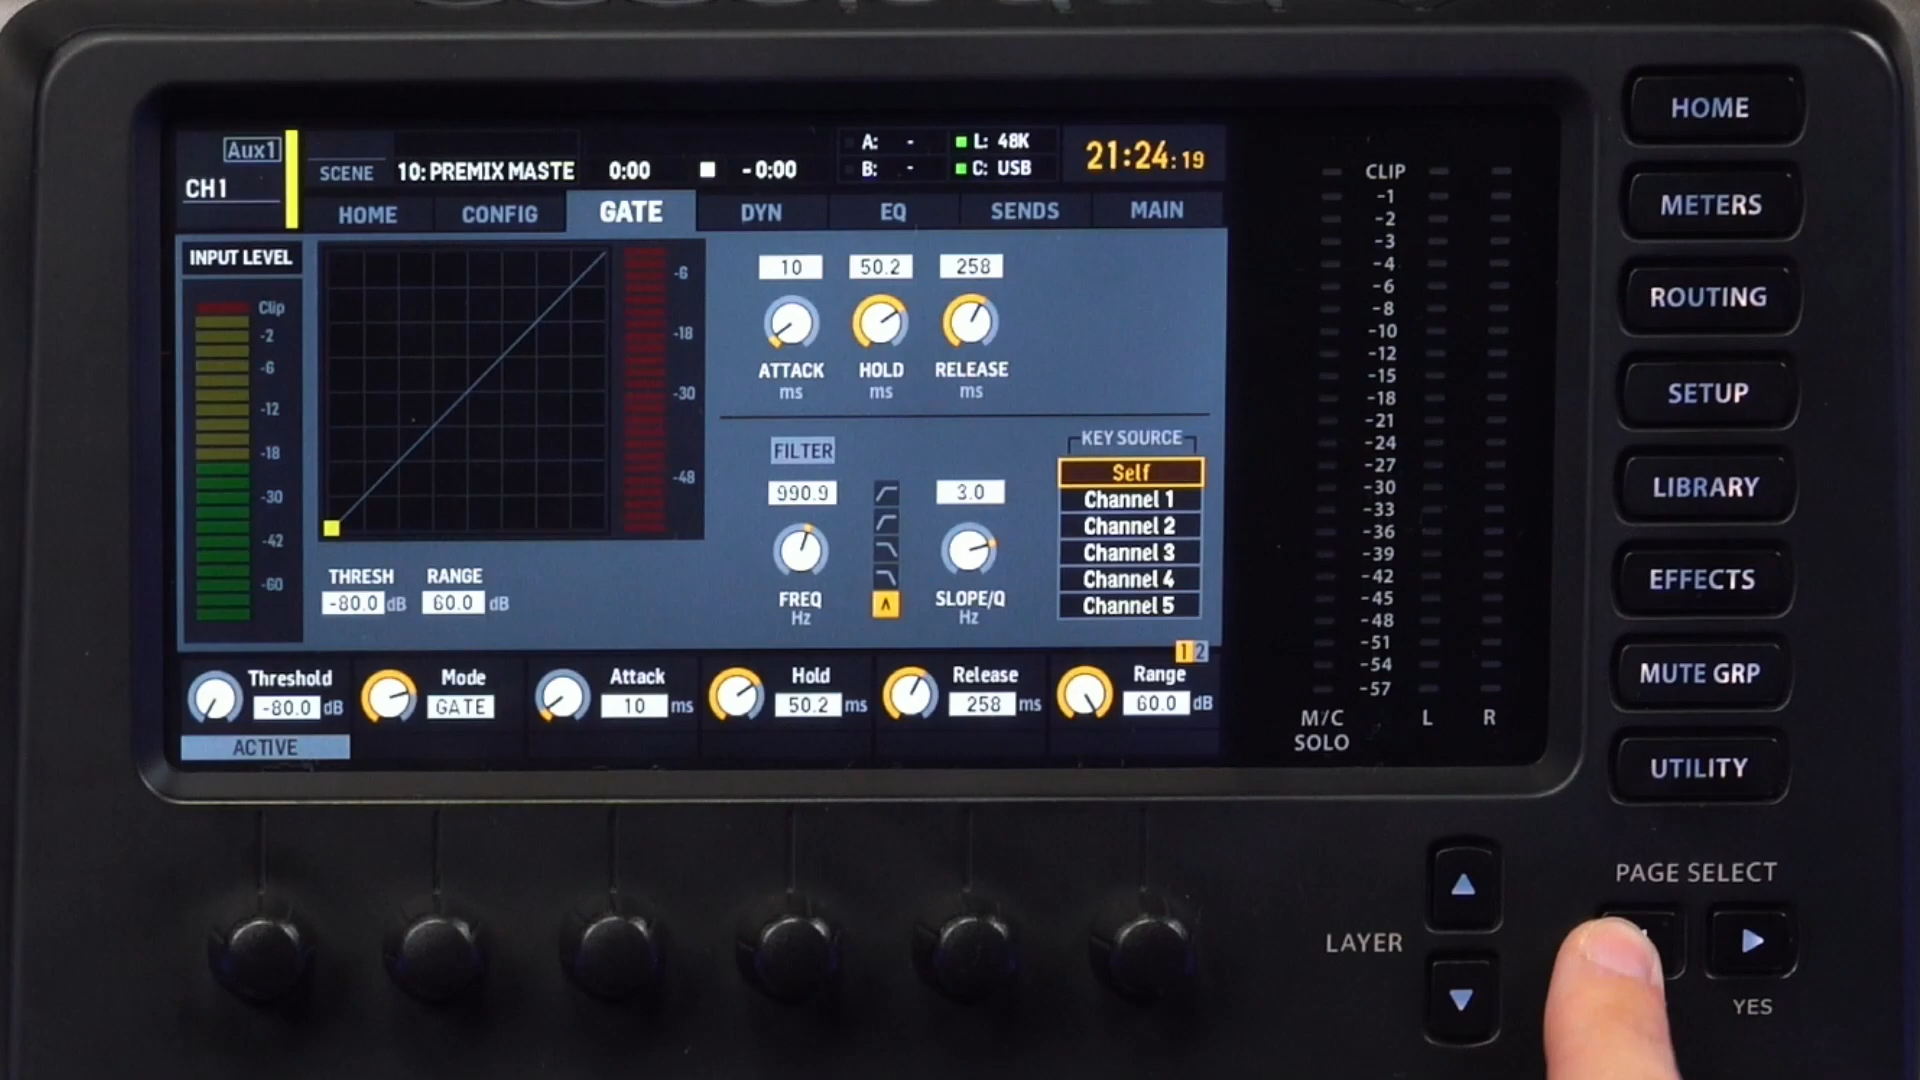 Aux1
CH1
SCENE 10: PREMIX MASTE 0:00 - 0:00
A: - L: 48K
B: - C: USB
21:24:19
HOME CONFIG GATE DYN EQ SENDS MAIN
INPUT LEVEL
Clip
-2
-6
-12
-18
-30
-42
-60
-6
-18
-30
-48
THRESH RANGE
-80.0 dB 60.0 dB
10 50.2 258
ATTACK HOLD RELEASE
ms ms ms
FILTER
990.9 3.0
FREQ SLOPE/Q
Hz Hz
KEY SOURCE
Self
Channel 1
Channel 2
Channel 3
Channel 4
Channel 5
1 2
Threshold Mode Attack Hold Release Range
-80.0 dB GATE 10 ms 50.2 ms 258 ms 60.0 dB
ACTIVE
CLIP
-1
-2
-3
-4
-6
-8
-10
-12
-15
-18
-21
-24
-27
-30
-33
-36
-39
-42
-45
-48
-51
-54
-57
M/C L R
SOLO
HOME
METERS
ROUTING
SETUP
LIBRARY
EFFECTS
MUTE GRP
UTILITY
PAGE SELECT
LAYER
YES